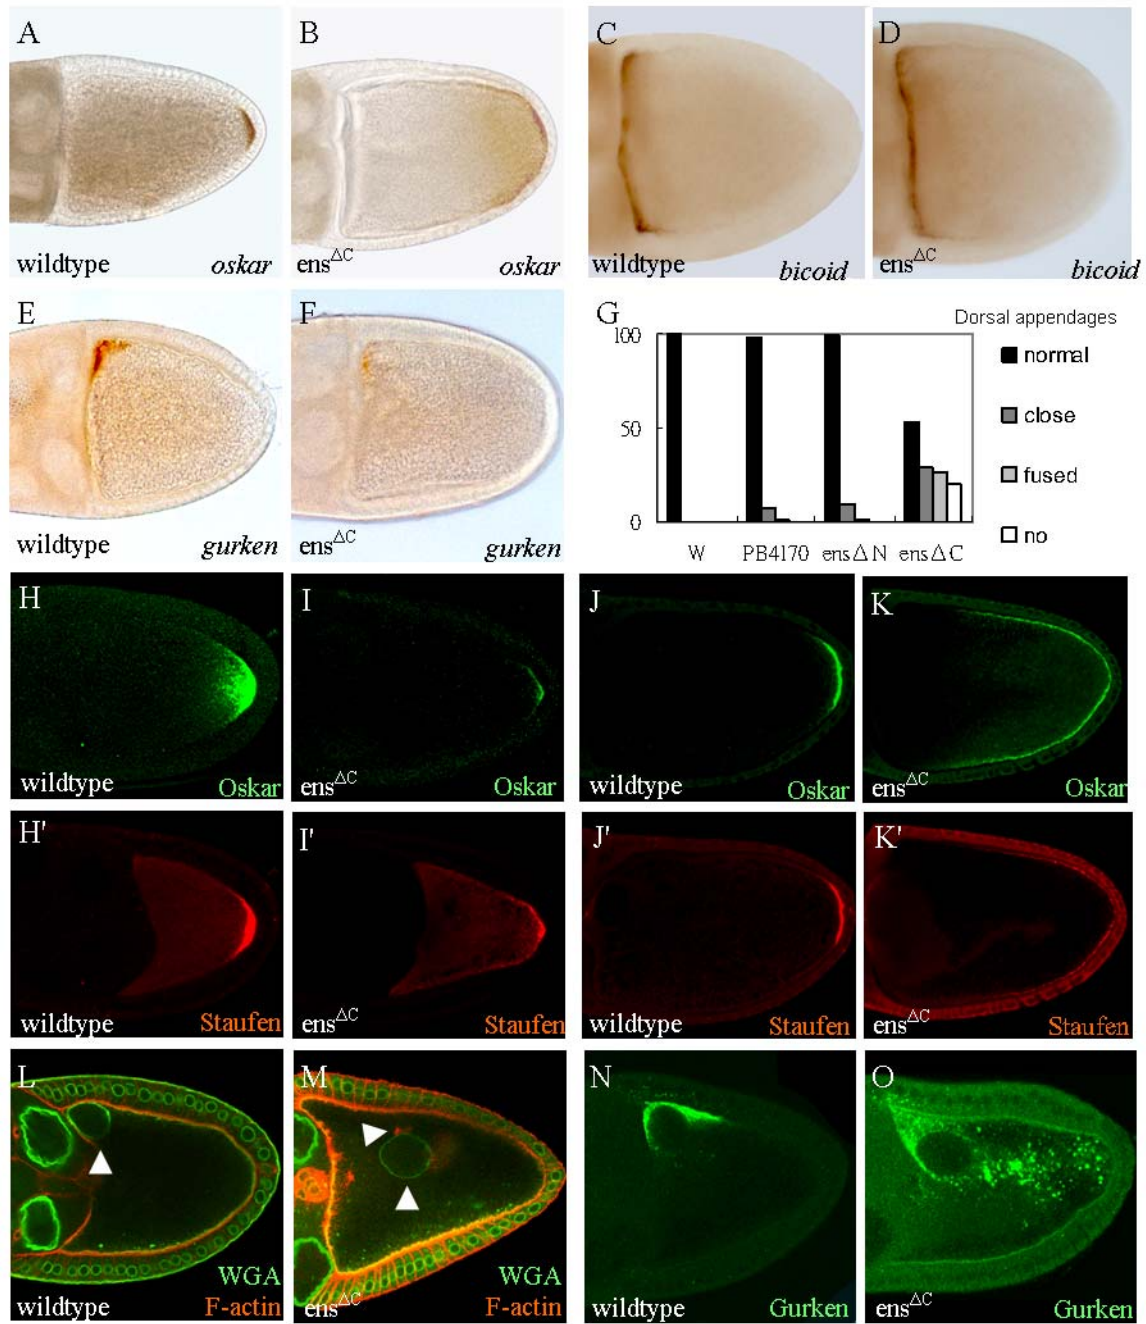 A
B
C
D
wildtype
oskar
ens^ΔC
oskar
wildtype
bicoid
ens^ΔC
bicoid
E
F
G
Dorsal appendages
100
50
0
W PB4170 ens Δ N ens Δ C
normal
close
fused
no
wildtype
gurken
ens^ΔC
gurken
H
I
J
K
wildtype
Oskar
ens^ΔC
Oskar
wildtype
Oskar
ens^ΔC
Oskar
H'
I'
J'
K'
wildtype
Staufen
ens^ΔC
Staufen
wildtype
Staufen
ens^ΔC
Staufen
L
M
N
O
WGA
wildtype
F-actin
WGA
ens^ΔC
F-actin
wildtype
Gurken
ens^ΔC
Gurken